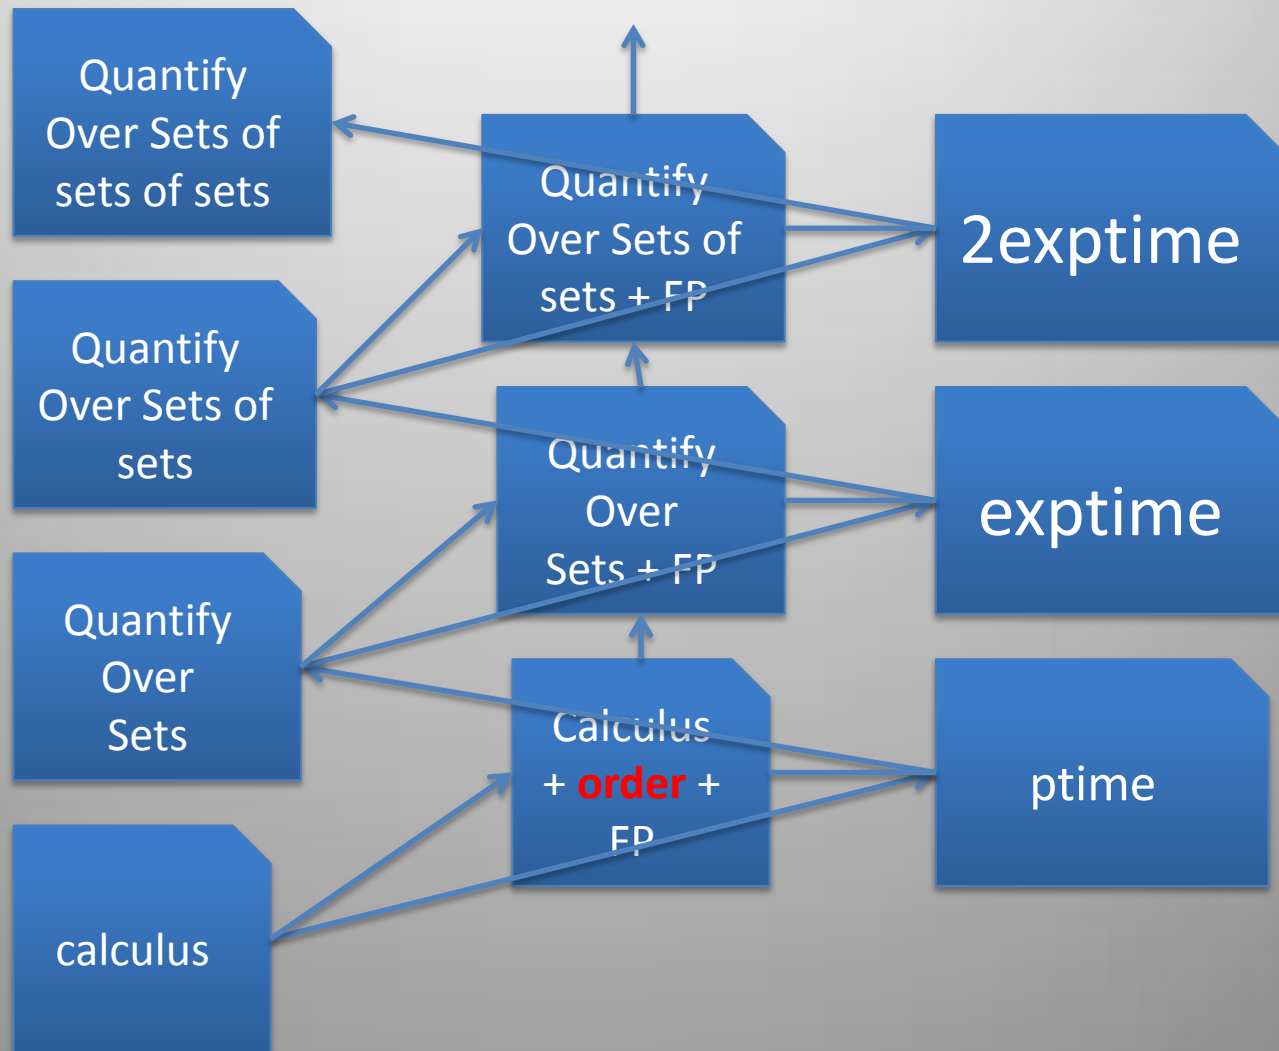 Quantify
Over Sets of
sets of sets
Quantify
Over Sets of
sets + FP
2exptime
Quantify
Over Sets of
sets
Quantify
Over
Sets + FP
exptime
Quantify
Over
Sets
Calculus
+ order +
FP
ptime
calculus